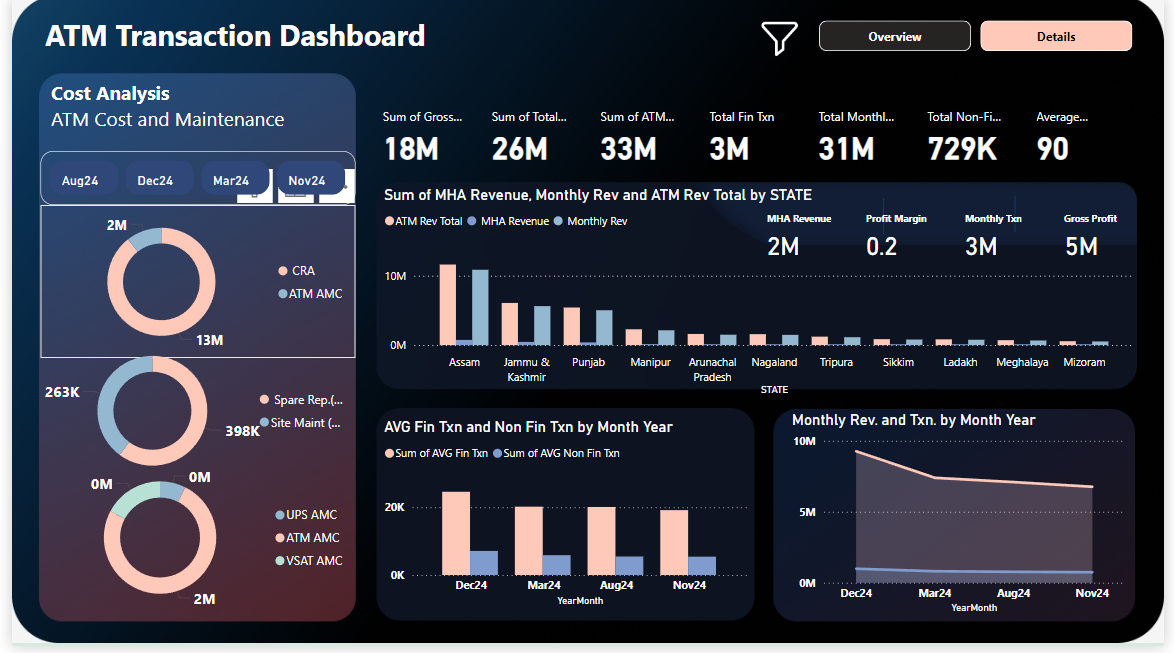 ATM Transaction Dashboard
Overview
Details
Cost Analysis
ATM Cost and Maintenance
Aug24
Dec24
Mar24
Nov24
2M
13M
CRA
ATM AMC
263K
398K
Spare Rep.(...
Site Maint (...
0M
0M
2M
UPS AMC
ATM AMC
VSAT AMC
Sum of Gross...
18M
Sum of Total...
26M
Sum of ATM...
33M
Total Fin Txn
3M
Total Monthl...
31M
Total Non-Fi...
729K
Average...
90
Sum of MHA Revenue, Monthly Rev and ATM Rev Total by STATE
ATM Rev Total
MHA Revenue
Monthly Rev
MHA Revenue
2M
Profit Margin
0.2
Monthly Txn
3M
Gross Profit
5M
10M
0M
Assam
Jammu &
Kashmir
Punjab
Manipur
Arunachal
Pradesh
Nagaland
Tripura
Sikkim
Ladakh
Meghalaya
Mizoram
STATE
AVG Fin Txn and Non Fin Txn by Month Year
Sum of AVG Fin Txn
Sum of AVG Non Fin Txn
20K
0K
Dec24
Mar24
Aug24
Nov24
YearMonth
Monthly Rev. and Txn. by Month Year
10M
5M
0M
Dec24
Mar24
Aug24
Nov24
YearMonth